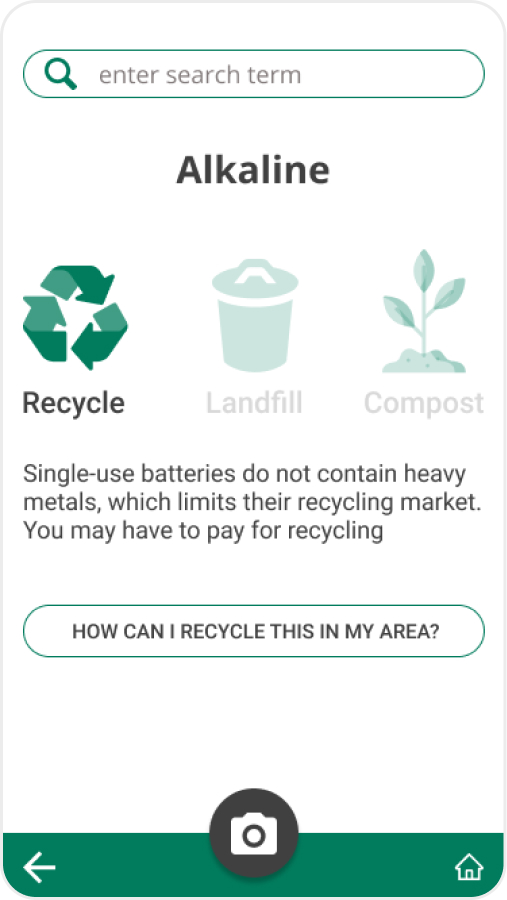 enter search term
Alkaline
Recycle
Landfill
Compost
Single-use batteries do not contain heavy
metals, which limits their recycling market.
You may have to pay for recycling
HOW CAN I RECYCLE THIS IN MY AREA?